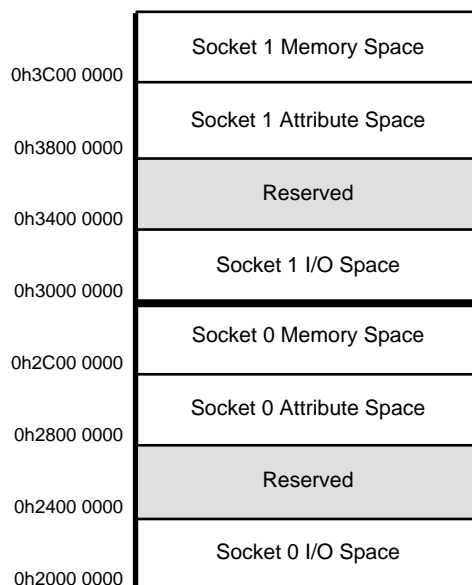 Socket 1 Memory Space
0h3C00 0000
Socket 1 Attribute Space
0h3800 0000
Reserved
0h3400 0000
Socket 1 I/O Space
0h3000 0000
Socket 0 Memory Space
0h2C00 0000
Socket 0 Attribute Space
0h2800 0000
Reserved
0h2400 0000
Socket 0 I/O Space
0h2000 0000